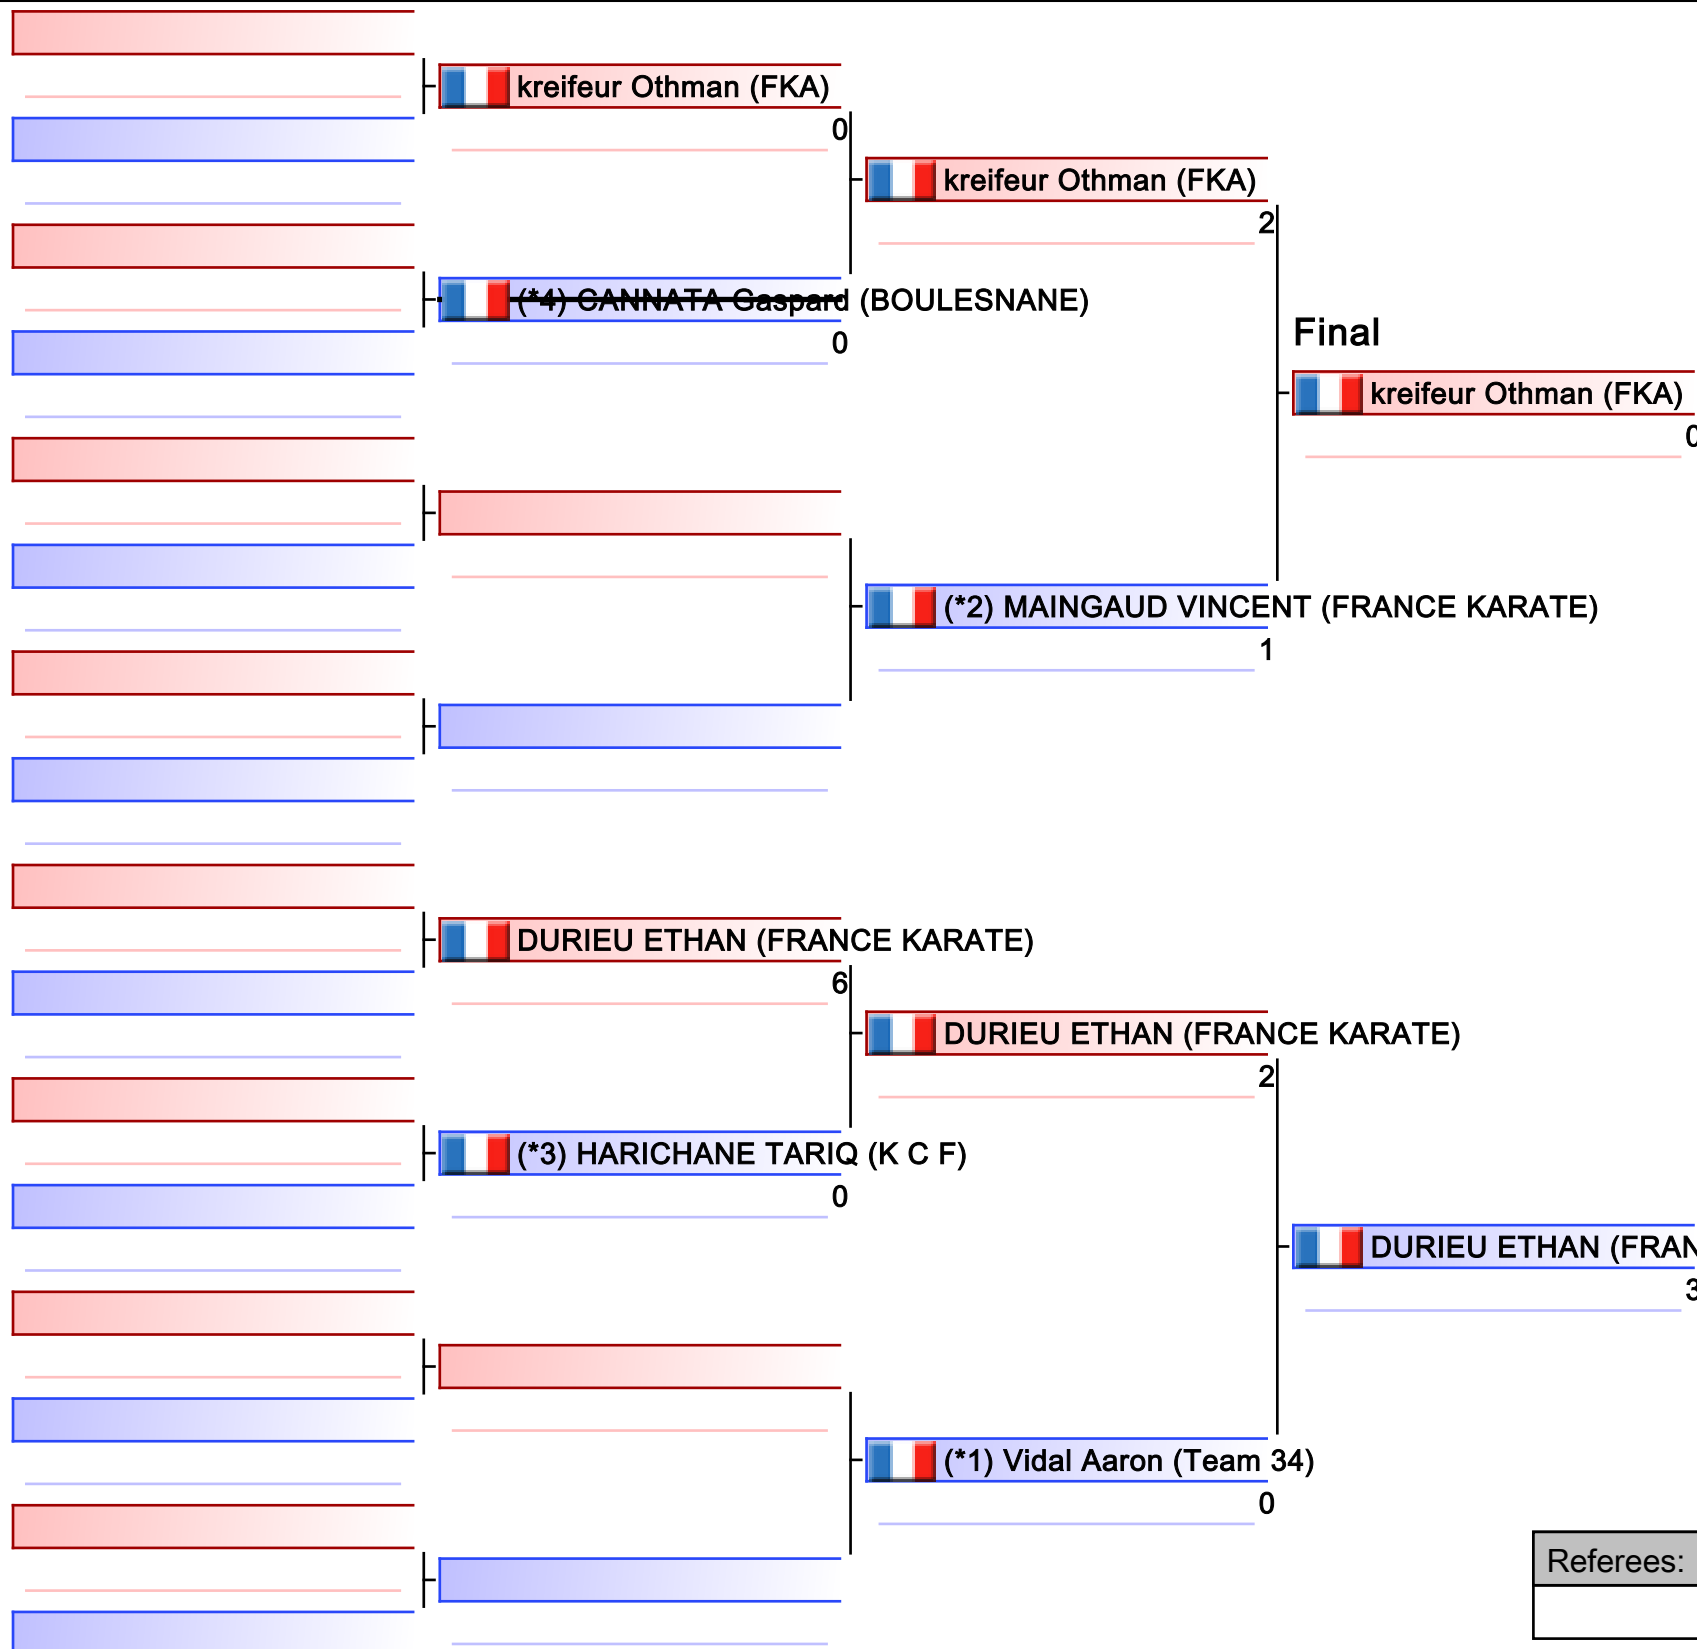 kreifeur Othman (FKA)
0
(*4) CANNATA Gaspard (BOULESNANE)
0
DURIEU ETHAN (FRANCE KARATE)
6
(*3) HARICHANE TARIQ (K C F)
0
kreifeur Othman (FKA)
2
(*2) MAINGAUD VINCENT (FRANCE KARATE)
1
DURIEU ETHAN (FRANCE KARATE)
2
(*1) Vidal Aaron (Team 34)
0
Final
kreifeur Othman (FKA)
0
DURIEU ETHAN (FRAN
3
Referees: